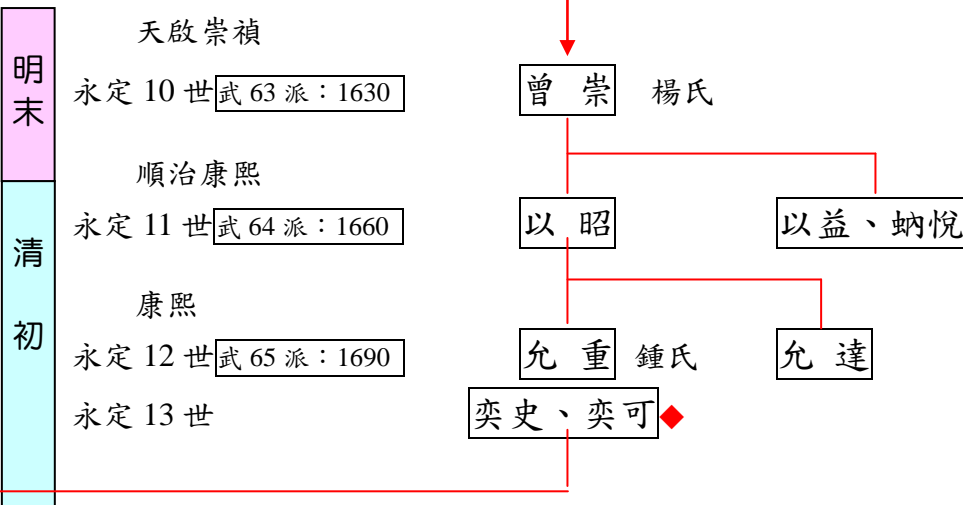 明末
天啟崇禎
永定 10 世 武 63 派：1630 曾 崇 楊氏
清初
順治康熙
永定 11 世 武 64 派：1660 以 昭 以益、蚋悅
康熙
永定 12 世 武 65 派：1690 允 重 鍾氏 允 達
永定 13 世 奕史、奕可